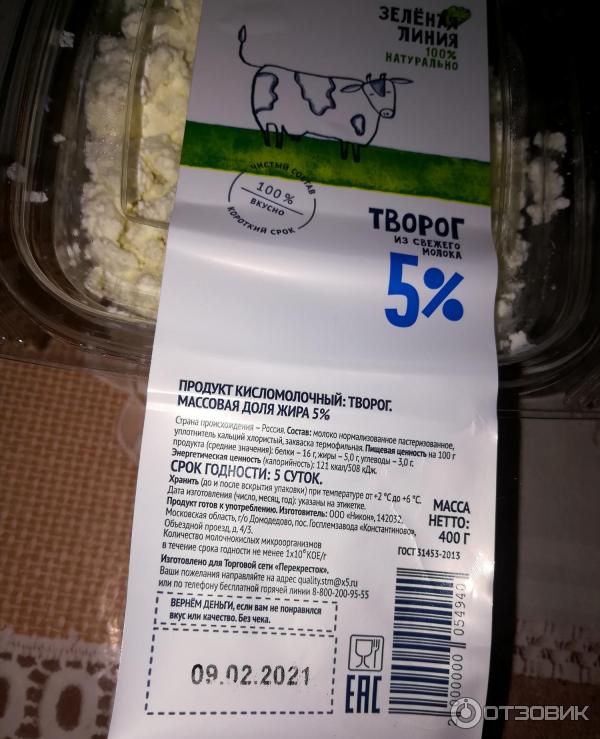 ЗЕЛЁНАЯ
ЛИНИЯ
100%
НАТУРАЛЬНО
ЧИСТЫЙ СОСТАВ
100%
ВКУСНО
КОРОТКИЙ СРОК
ТВОРОГ
ИЗ СВЕЖЕГО
МОЛОКА
5%
ПРОДУКТ КИСЛОМОЛОЧНЫЙ: ТВОРОГ.
МАССОВАЯ ДОЛЯ ЖИРА 5%
Страна происхождения – Россия. Состав: молоко нормализованное пастеризованное,
уплотнитель кальций хлористый, закваска термофильная. Пищевая ценность на 100 г
продукта (средние значения): белки – 16 г, жиры – 5,0 г, углеводы – 3,0 г.
Энергетическая ценность (калорийность): 121 ккал/508 кДж.
СРОК ГОДНОСТИ: 5 СУТОК.
Хранить (до и после вскрытия упаковки) при температуре от +2 °C до +6 °C.
Дата изготовления (число, месяц, год): указаны на этикетке.
Продукт готов к употреблению. Изготовитель: ООО «Никон», 142032,
Московская область, г/о Домодедово, пос. Госплемзавода «Константиново»,
Объездной проезд, д. 4/3.
Количество молочнокислых микроорганизмов
в течение срока годности не менее 1x10⁶ КОЕ/г
Изготовлено для Торговой сети «Перекресток».
Ваши пожелания направляйте на адрес quality.stm@x5.ru
или по телефону бесплатной горячей линии 8-800-200-95-55
МАССА
НЕТТО:
400 г
ГОСТ 31453-2013
ВЕРНЁМ ДЕНЬГИ, если вам не понравился
вкус или качество. Без чека.
09.02.2021
EAC
ОТЗОВИК